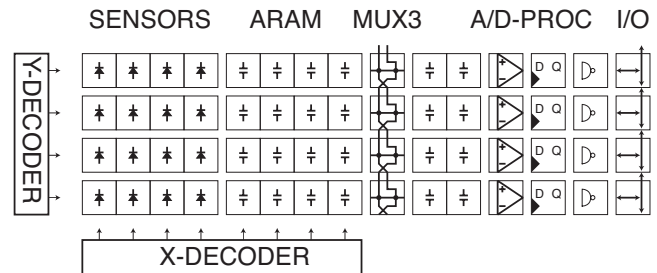 SENSORS ARAM MUX3 A/D-PROC I/O
Y-DECODER
+
−
D Q
+
−
D Q
+
−
D Q
+
−
D Q
X-DECODER